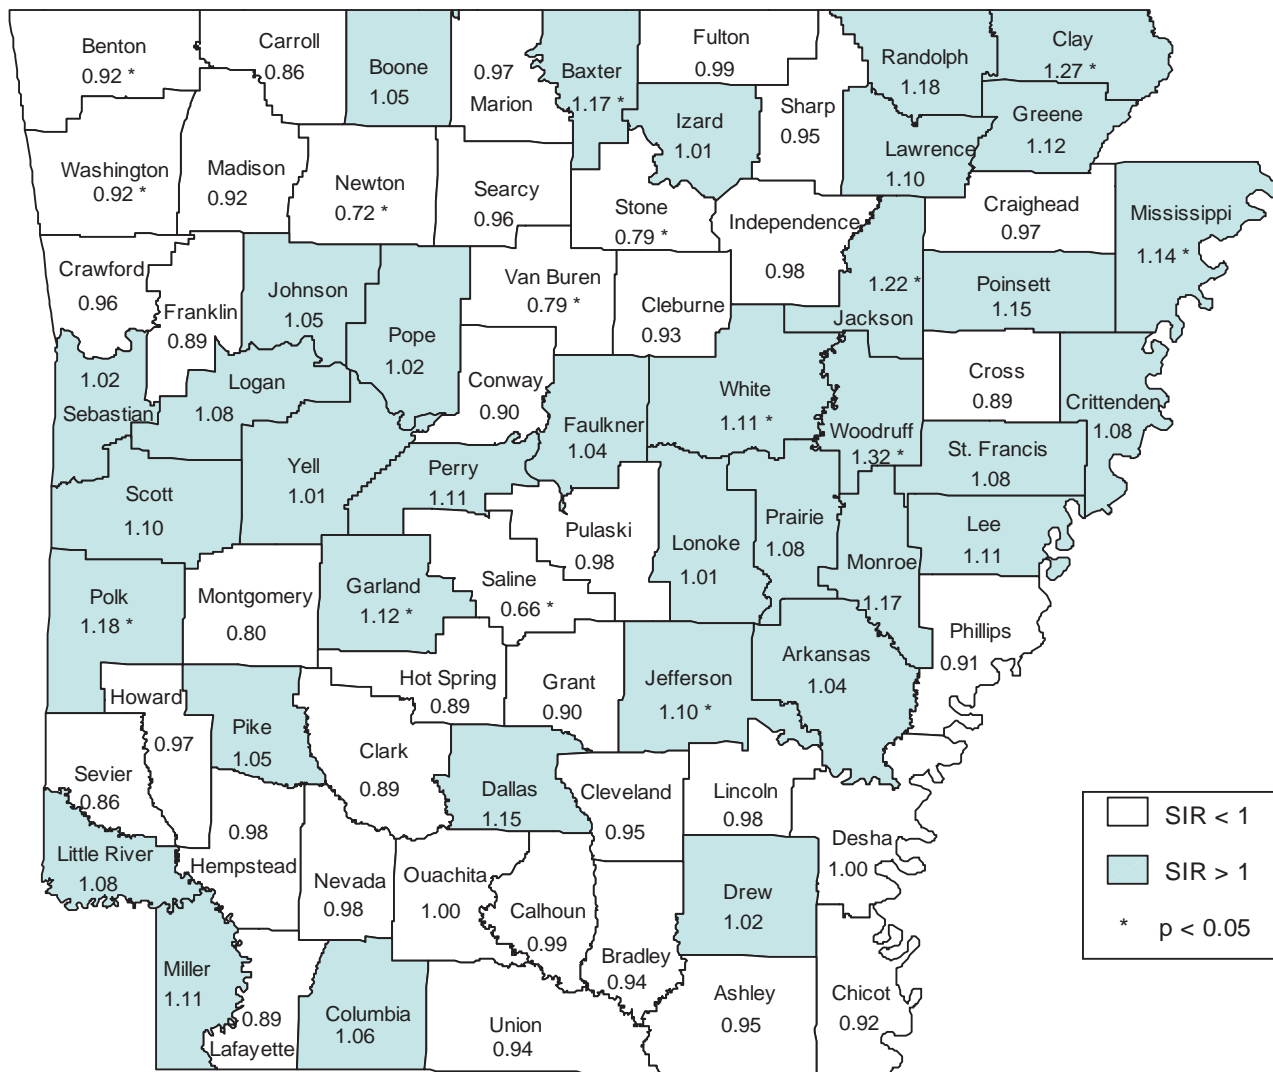 Benton
0.92 *
Carroll
0.86
Boone
1.05
0.97
Marion
Baxter
1.17 *
Fulton
0.99
Sharp
0.95
Randolph
1.18
Clay
1.27 *
Izard
1.01
Greene
1.12
Lawrence
1.10
Washington
0.92 *
Madison
0.92
Newton
0.72 *
Searcy
0.96
Stone
0.79 *
Independence
0.98
1.22 *
Jackson
Craighead
0.97
Mississippi
1.14 *
Crawford
0.96
Franklin
0.89
Johnson
1.05
Pope
1.02
Van Buren
0.79 *
Cleburne
0.93
Poinsett
1.15
1.02
Sebastian
Logan
1.08
Conway
0.90
Faulkner
1.04
White
1.11 *
Woodruff
1.32 *
Cross
0.89
Crittenden
1.08
Scott
1.10
Yell
1.01
Perry
1.11
Pulaski
0.98
Lonoke
1.01
Prairie
1.08
Monroe
1.17
St. Francis
1.08
Lee
1.11
Polk
1.18 *
Montgomery
0.80
Garland
1.12 *
Saline
0.66 *
Phillips
0.91
Howard
0.97
Pike
1.05
Hot Spring
0.89
Grant
0.90
Jefferson
1.10 *
Arkansas
1.04
Sevier
0.86
Clark
0.89
Dallas
1.15
Cleveland
0.95
Lincoln
0.98
Desha
1.00
Little River
1.08
0.98
Hempstead
Nevada
0.98
Ouachita
1.00
Calhoun
0.99
Bradley
0.94
Drew
1.02
Miller
1.11
0.89
Lafayette
Columbia
1.06
Union
0.94
Ashley
0.95
Chicot
0.92
SIR < 1
SIR > 1
* p < 0.05